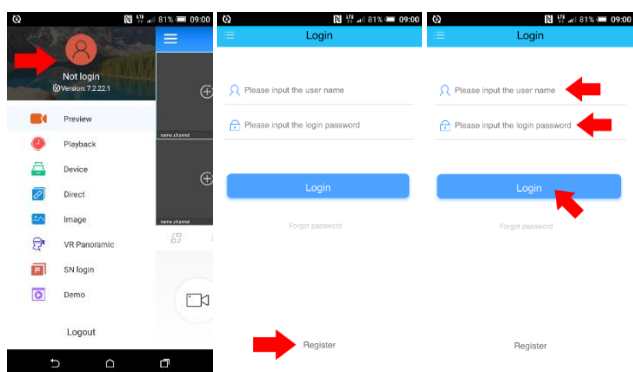 81% 09:00
Not login
Version: 7.2.22.1
Preview
Playback
Device
Direct
Image
VR Panoramic
SN login
Demo
Logout
81% 09:00
Login
Please input the user name
Please input the login password
Login
Forgot password
Register
81% 09:00
Login
Please input the user name
Please input the login password
Login
Forgot password
Register